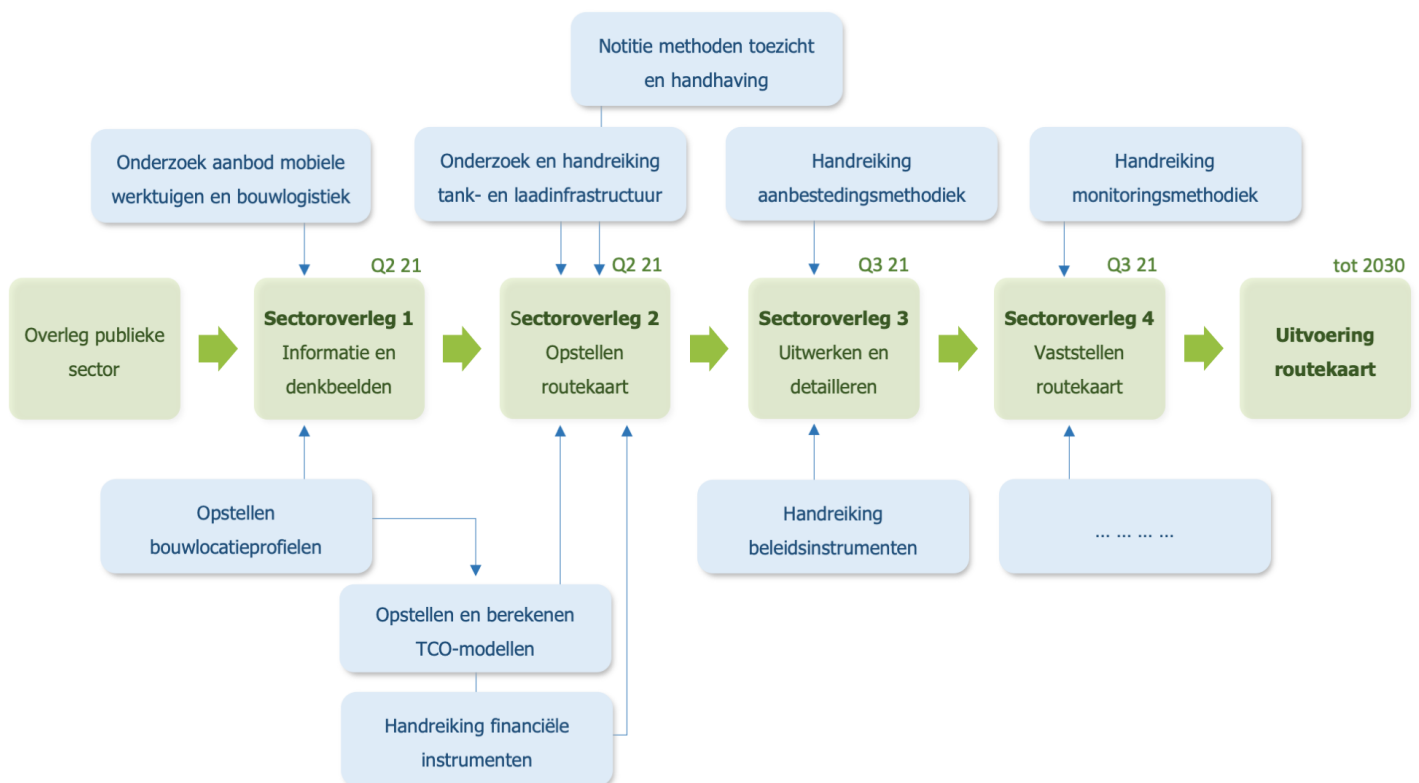 Notitie methoden toezicht
en handhaving
Onderzoek aanbod mobiele
werktuigen en bouwlogistiek
Onderzoek en handreiking
tank- en laadinfrastructuur
Handreiking
aanbestedingsmethodiek
Handreiking
monitoringsmethodiek
Q2 21
Q2 21
Q3 21
Q3 21
tot 2030
Overleg publieke
sector
Sectoroverleg 1
Informatie en
denkbeelden
Sectoroverleg 2
Opstellen
routekaart
Sectoroverleg 3
Uitwerken en
detailleren
Sectoroverleg 4
Vaststellen
routekaart
Uitvoering
routekaart
Opstellen
bouwlocatieprofielen
Handreiking
beleidsinstrumenten
... ... ... ...
Opstellen en berekenen
TCO-modellen
Handreiking financiële
instrumenten